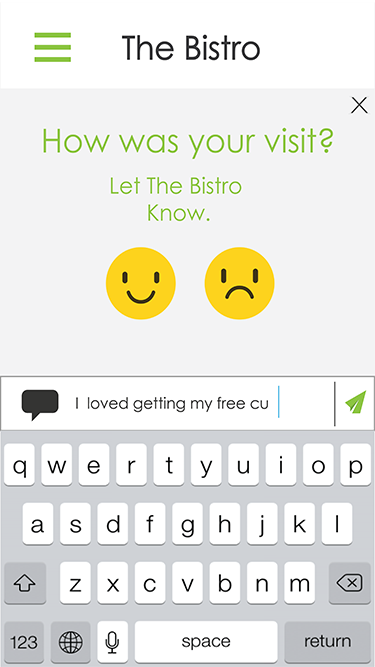 The Bistro
How was your visit?
Let The Bistro
Know.
I loved getting my free cu
q w e r t y u i o p
a s d f g h j k l
z x c v b n m
123 space return